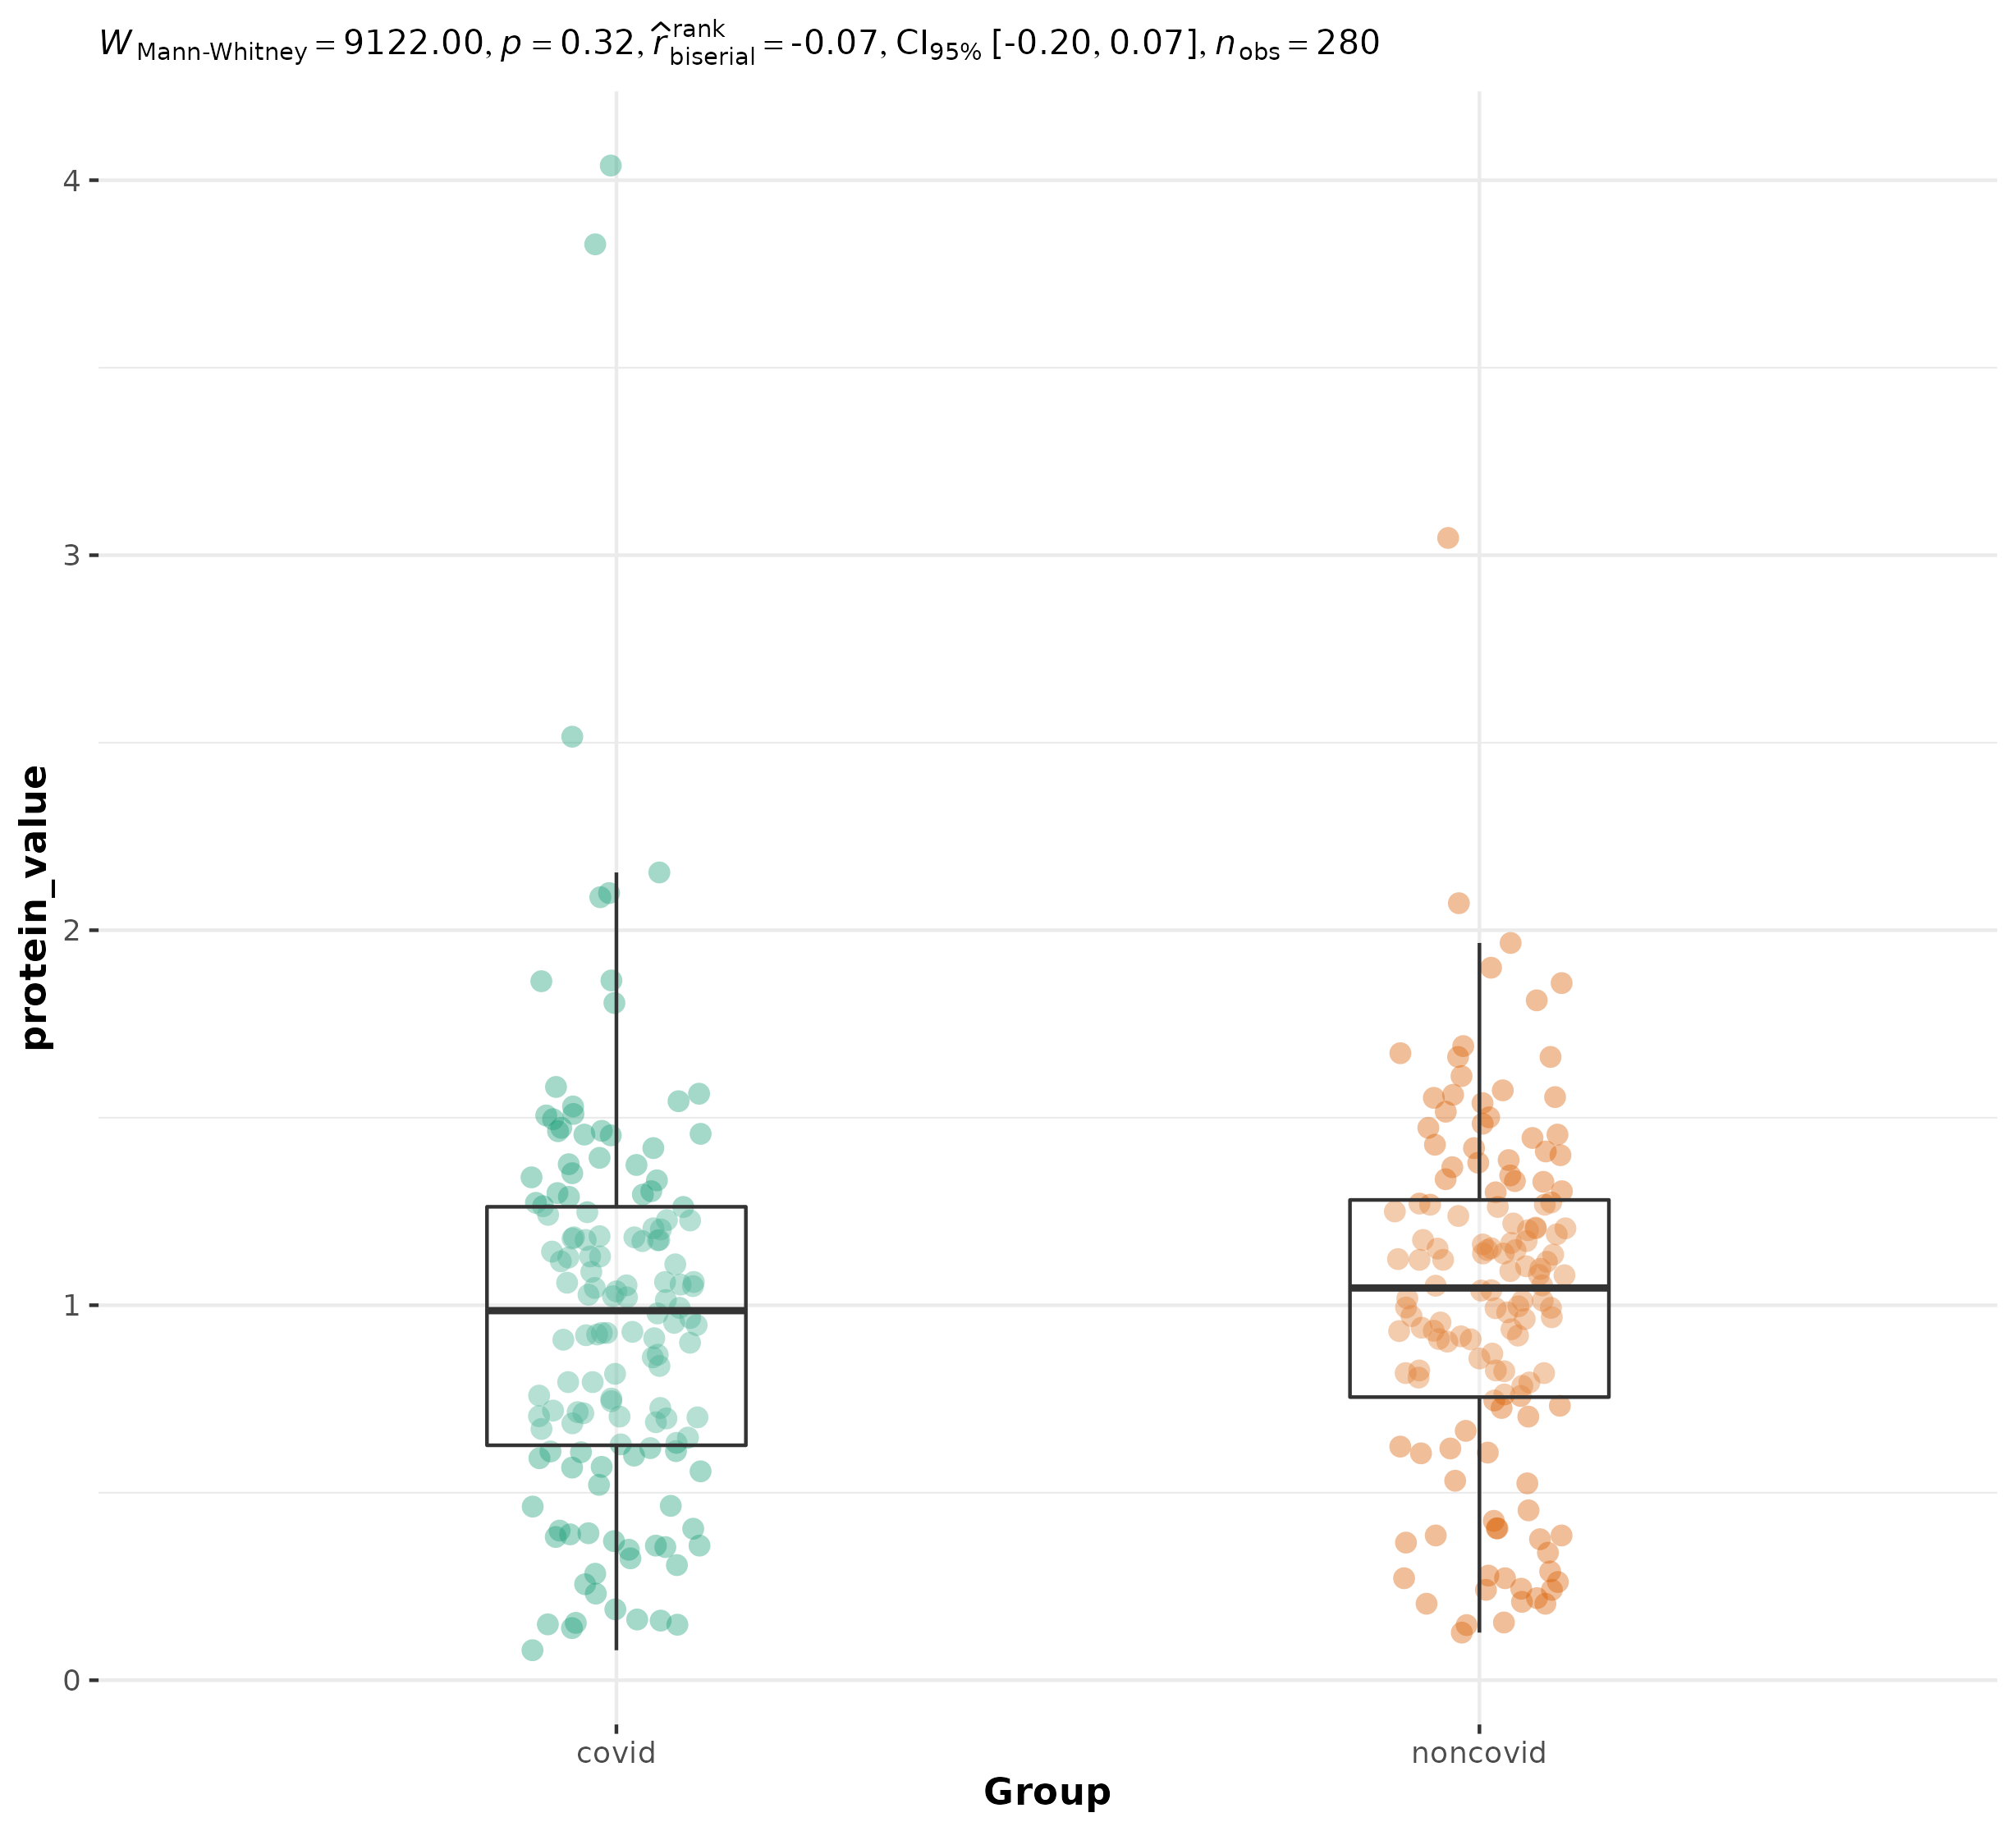 W Mann-Whitney = 9122.00, p = 0.32, r̂ rank biserial = -0.07, CI95% [-0.20, 0.07], n obs = 280
4
3
2
1
0
protein_value
covid noncovid
Group